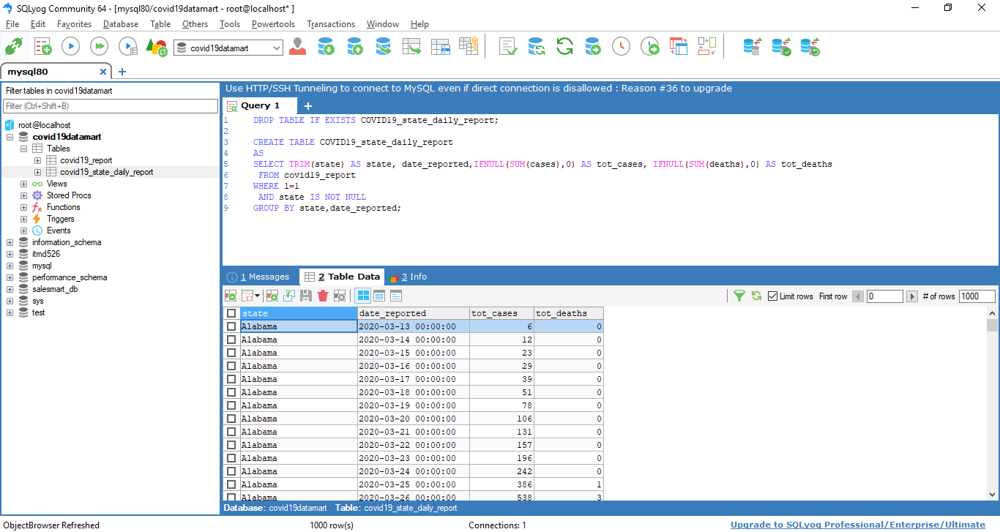 SQLyog Community 64 - [mysql80/covid19datamart - root@localhost* ]
File Edit Favorites Database Table Others Tools Powertools Transactions Window Help
covid19datamart
mysql80
Filter tables in covid19datamart
Filter (Ctrl+Shift+B)
root@localhost
covid19datamart
Tables
covid19_report
covid19_state_daily_report
Views
Stored Procs
Functions
Triggers
Events
information_schema
itmd526
mysql
performance_schema
salesmart_db
sys
test
Use HTTP/SSH Tunneling to connect to MySQL even if direct connection is disallowed : Reason #36 to upgrade
Query 1
1 DROP TABLE IF EXISTS COVID19_state_daily_report;
2
3 CREATE TABLE COVID19_state_daily_report
4 AS
5 SELECT TRIM(state) AS state, date_reported,IFNULL(SUM(cases),0) AS tot_cases, IFNULL(SUM(deaths),0) AS tot_deaths
6 FROM covid19_report
7 WHERE 1=1
8 AND state IS NOT NULL
9 GROUP BY state,date_reported;
1 Messages 2 Table Data 3 Info
Limit rows First row 0 # of rows 1000
state date_reported tot_cases tot_deaths
Alabama 2020-03-13 00:00:00 6 0
Alabama 2020-03-14 00:00:00 12 0
Alabama 2020-03-15 00:00:00 23 0
Alabama 2020-03-16 00:00:00 29 0
Alabama 2020-03-17 00:00:00 39 0
Alabama 2020-03-18 00:00:00 51 0
Alabama 2020-03-19 00:00:00 78 0
Alabama 2020-03-20 00:00:00 106 0
Alabama 2020-03-21 00:00:00 131 0
Alabama 2020-03-22 00:00:00 157 0
Alabama 2020-03-23 00:00:00 196 0
Alabama 2020-03-24 00:00:00 242 0
Alabama 2020-03-25 00:00:00 386 1
Alabama 2020-03-26 00:00:00 538 3
Database: covid19datamart Table: covid19_state_daily_report
ObjectBrowser Refreshed 1000 row(s) Connections: 1 Upgrade to SQLyog Professional/Enterprise/Ultimate